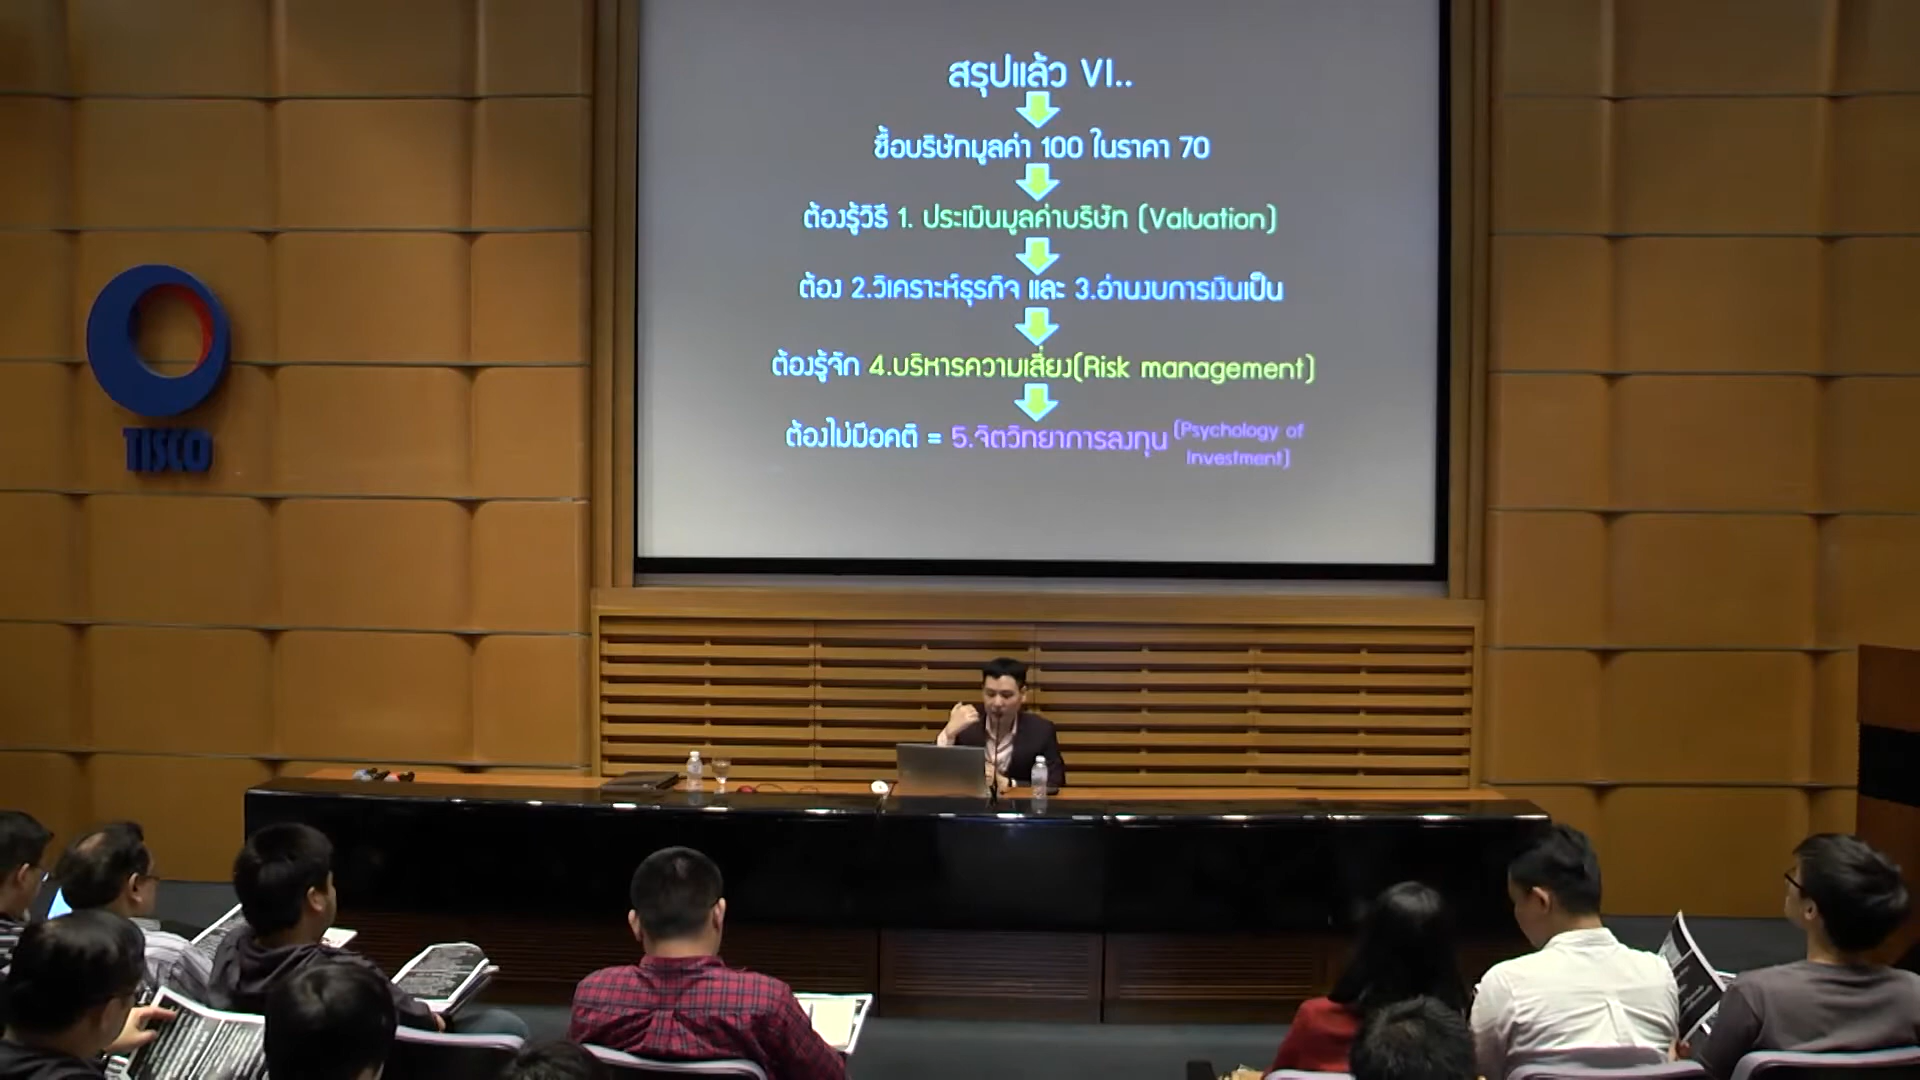 สรุปแล้ว VI..
ซื้อบริษัทมูลค่า 100 ในราคา 70
ต้องรู้วิธี 1. ประเมินมูลค่าบริษัท (Valuation)
ต้อง 2.วิเคราะห์ธุรกิจ และ 3.อ่านงบการเงินเป็น
ต้องรู้จัก 4.บริหารความเสี่ยง(Risk management)
ต้องไม่มีอคติ = 5.จิตวิทยาการลงทุน (Psychology of
Investment)
TISCO